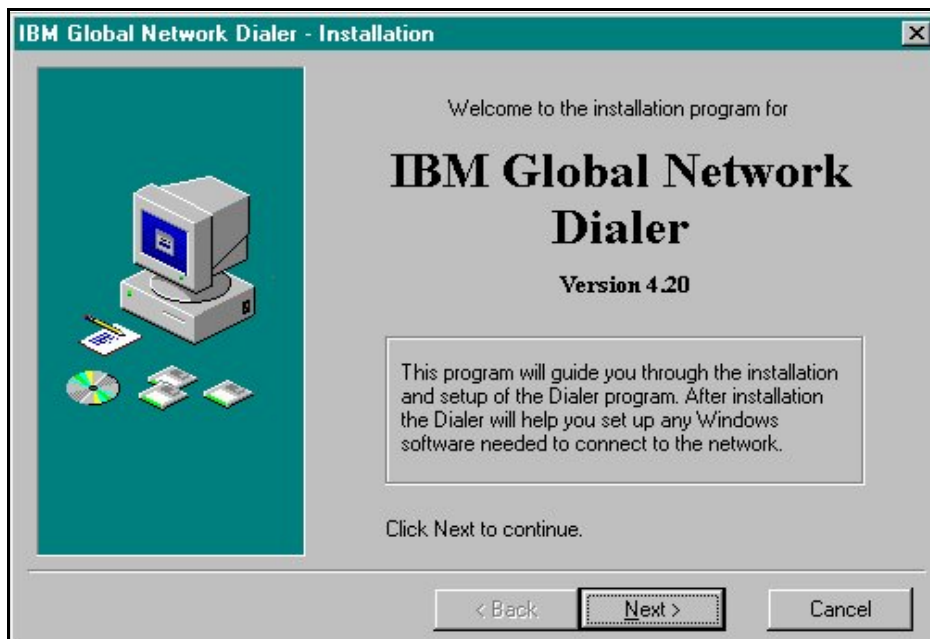 IBM Global Network Dialer - Installation
Welcome to the installation program for
IBM Global Network
Dialer
Version 4.20
This program will guide you through the installation
and setup of the Dialer program. After installation
the Dialer will help you set up any Windows
software needed to connect to the network.
Click Next to continue.
< Back
Next >
Cancel